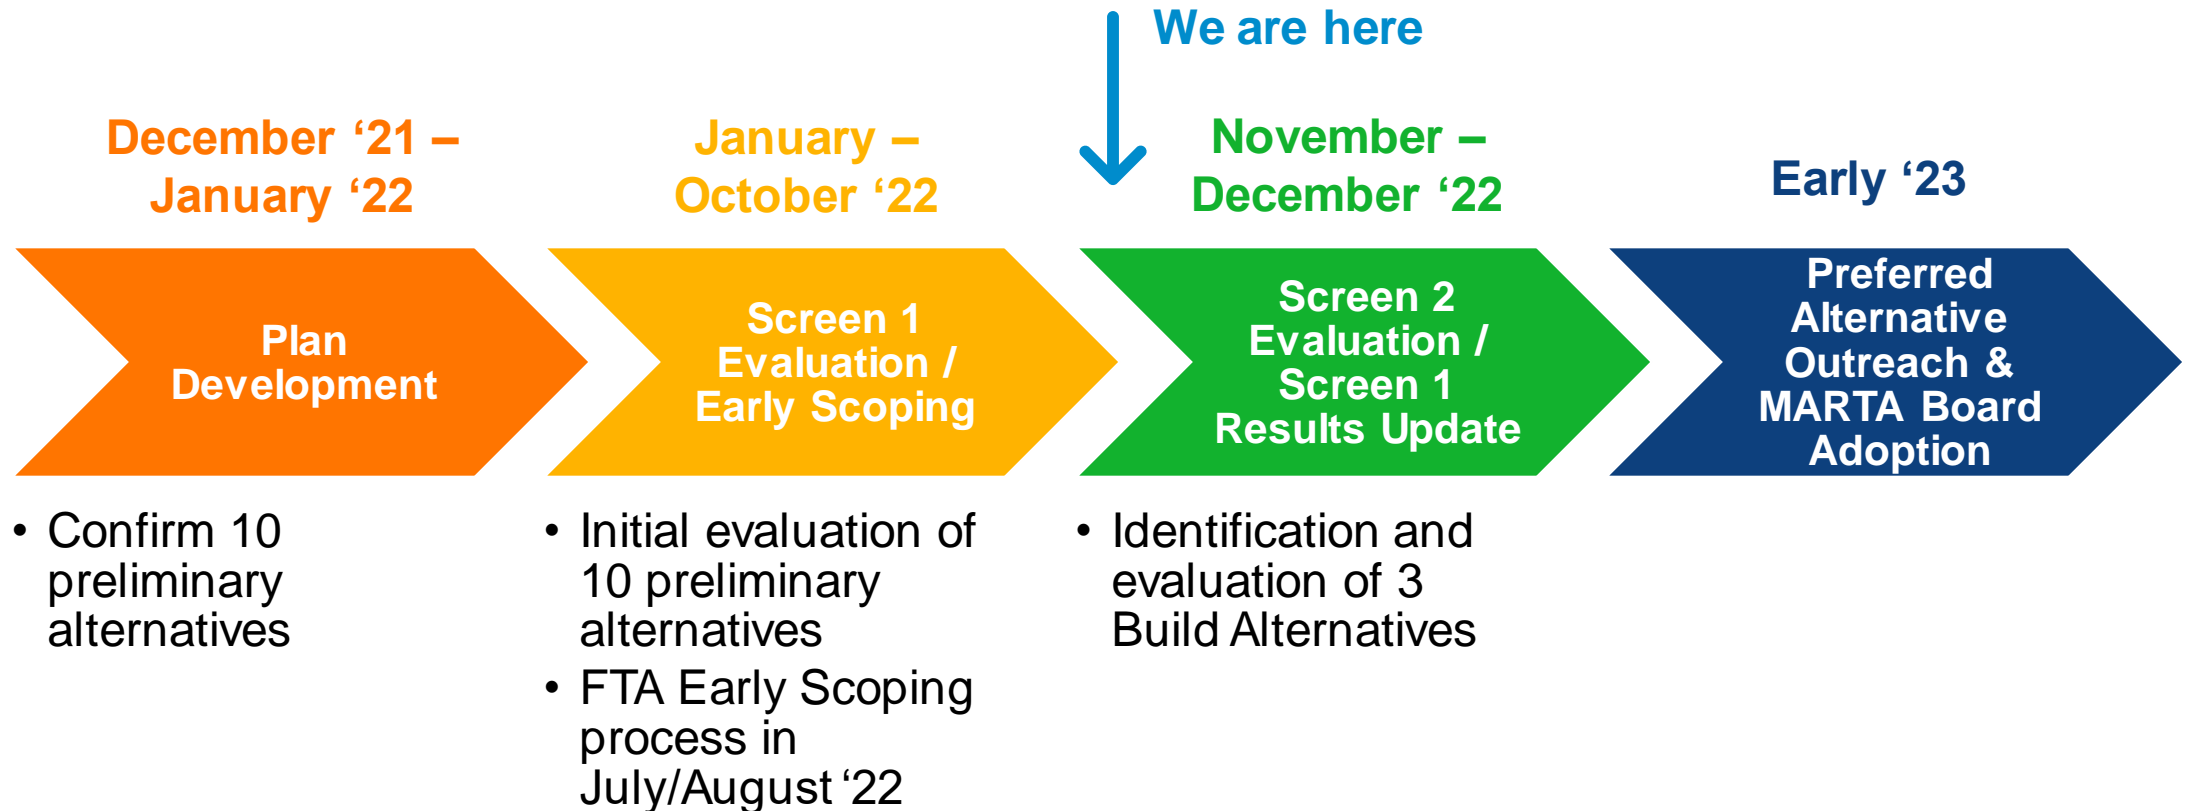 We are here
December ‘21 –
January ‘22
January –
October ‘22
November –
December ‘22
Early ‘23
Plan
Development
Screen 1
Evaluation /
Early Scoping
Screen 2
Evaluation /
Screen 1
Results Update
Preferred
Alternative
Outreach &
MARTA Board
Adoption
• Confirm 10
preliminary
alternatives
• Initial evaluation of
10 preliminary
alternatives
• FTA Early Scoping
process in
July/August ‘22
• Identification and
evaluation of 3
Build Alternatives